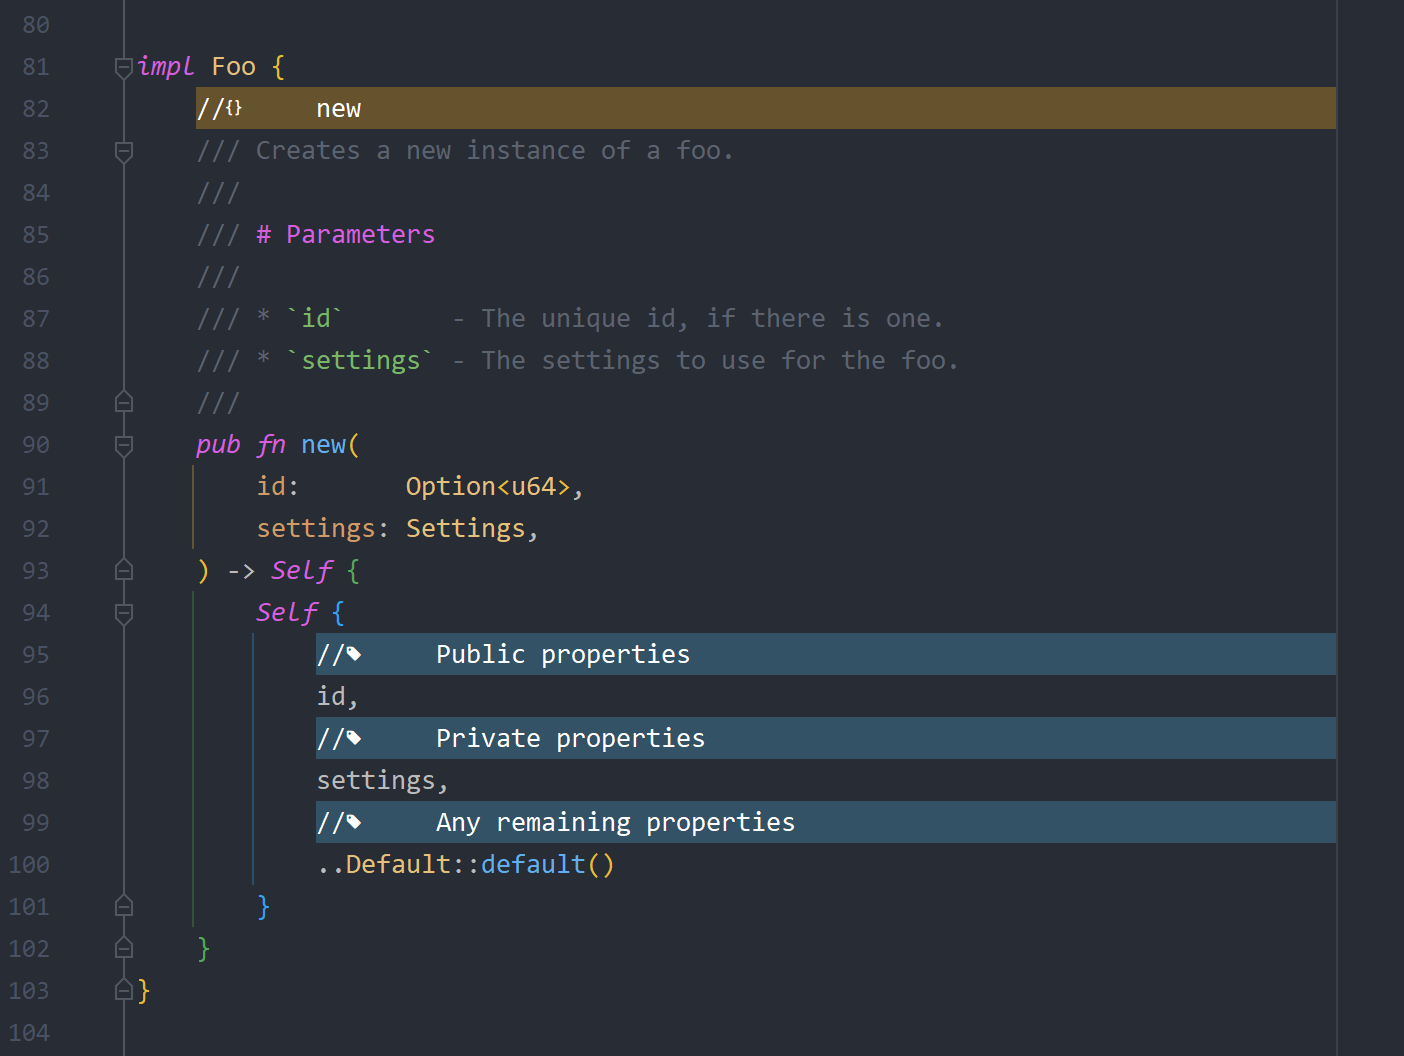 80
81 impl Foo {
82 //{} new
83 /// Creates a new instance of a foo.
84 ///
85 /// # Parameters
86 ///
87 /// * `id`       - The unique id, if there is one.
88 /// * `settings` - The settings to use for the foo.
89 ///
90 pub fn new(
91 id:       Option<u64>,
92 settings: Settings,
93 ) -> Self {
94 Self {
95 // Public properties
96 id,
97 // Private properties
98 settings,
99 // Any remaining properties
100 ..Default::default()
101 }
102 }
103 }
104